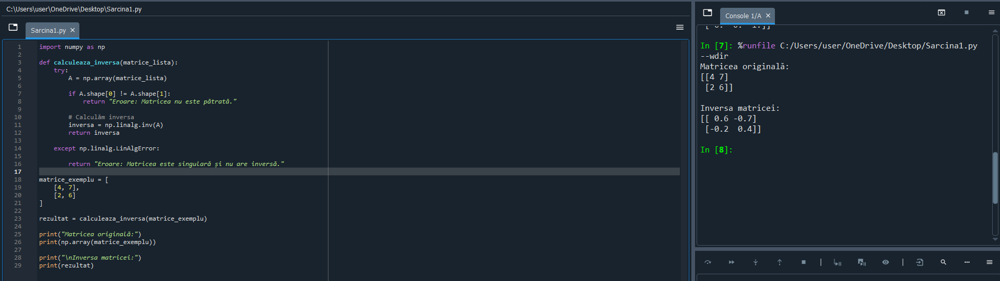 C:\Users\user\OneDrive\Desktop\Sarcina1.py
Sarcina1.py
1 import numpy as np
2
3 def calculeaza_inversa(matrice_lista):
4     try:
5         A = np.array(matrice_lista)
6
7         if A.shape[0] != A.shape[1]:
8             return "Eroare: Matricea nu este pătrată."
9
10         # Calculăm inversa
11         inversa = np.linalg.inv(A)
12         return inversa
13
14     except np.linalg.LinAlgError:
15
16         return "Eroare: Matricea este singulară și nu are inversă."
17
18 matrice_exemplu = [
19     [4, 7],
20     [2, 6]
21 ]
22
23 rezultat = calculeaza_inversa(matrice_exemplu)
24
25 print("Matricea originală:")
26 print(np.array(matrice_exemplu))
27
28 print("\nInversa matricei:")
29 print(rezultat)
Console 1/A
In [7]: %runfile C:/Users/user/OneDrive/Desktop/Sarcina1.py
--wdir
Matricea originală:
[[4 7]
 [2 6]]
Inversa matricei:
[[ 0.6 -0.7]
 [-0.2  0.4]]
In [8]: